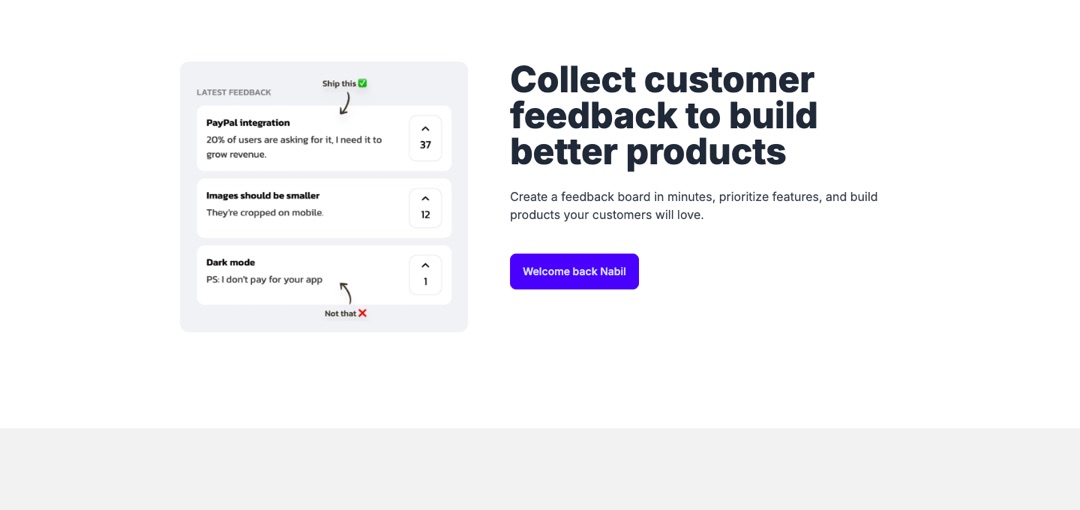 Ship this ✅
LATEST FEEDBACK
PayPal integration
20% of users are asking for it, I need it to
grow revenue.
37
Images should be smaller
They're cropped on mobile.
12
Dark mode
PS: I don't pay for your app
1
Not that ❌
Collect customer
feedback to build
better products
Create a feedback board in minutes, prioritize features, and build
products your customers will love.
Welcome back Nabil